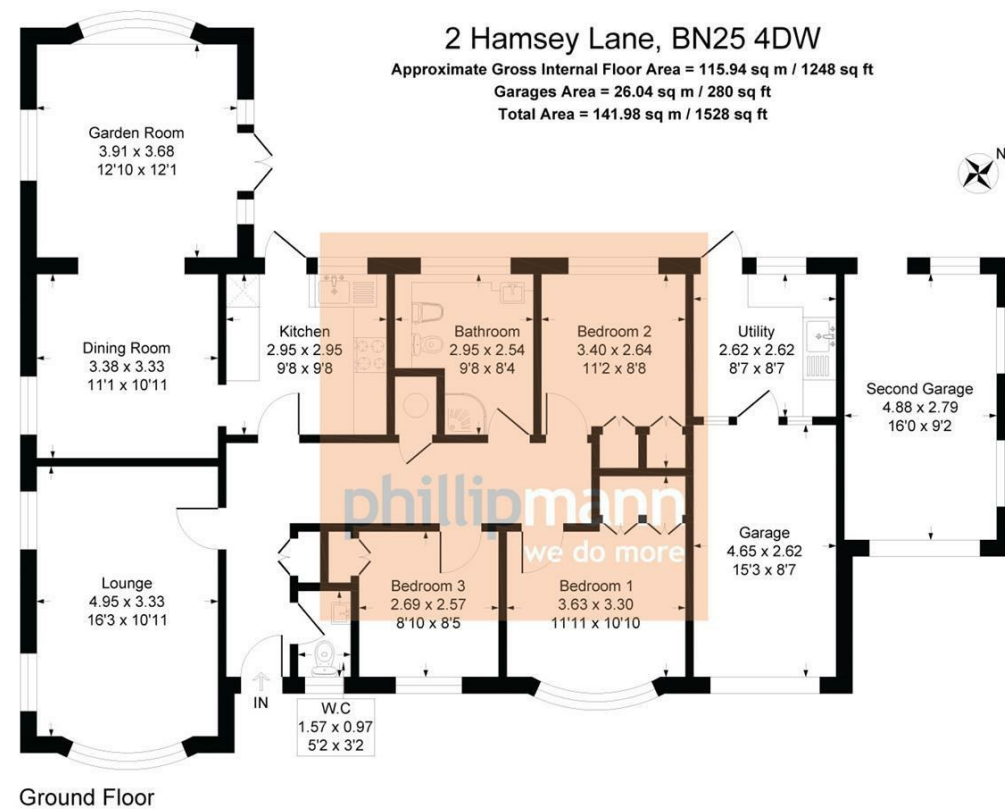 2 Hamsey Lane, BN25 4DW
Approximate Gross Internal Floor Area = 115.94 sq m / 1248 sq ft
Garages Area = 26.04 sq m / 280 sq ft
Total Area = 141.98 sq m / 1528 sq ft
N
Garden Room
3.91 x 3.68
12'10 x 12'1
Dining Room
3.38 x 3.33
11'1 x 10'11
Kitchen
2.95 x 2.95
9'8 x 9'8
Bathroom
2.95 x 2.54
9'8 x 8'4
Bedroom 2
3.40 x 2.64
11'2 x 8'8
Utility
2.62 x 2.62
8'7 x 8'7
Second Garage
4.88 x 2.79
16'0 x 9'2
phillipmann
we do more
Lounge
4.95 x 3.33
16'3 x 10'11
Bedroom 3
2.69 x 2.57
8'10 x 8'5
Bedroom 1
3.63 x 3.30
11'11 x 10'10
Garage
4.65 x 2.62
15'3 x 8'7
IN
W.C
1.57 x 0.97
5'2 x 3'2
Ground Floor